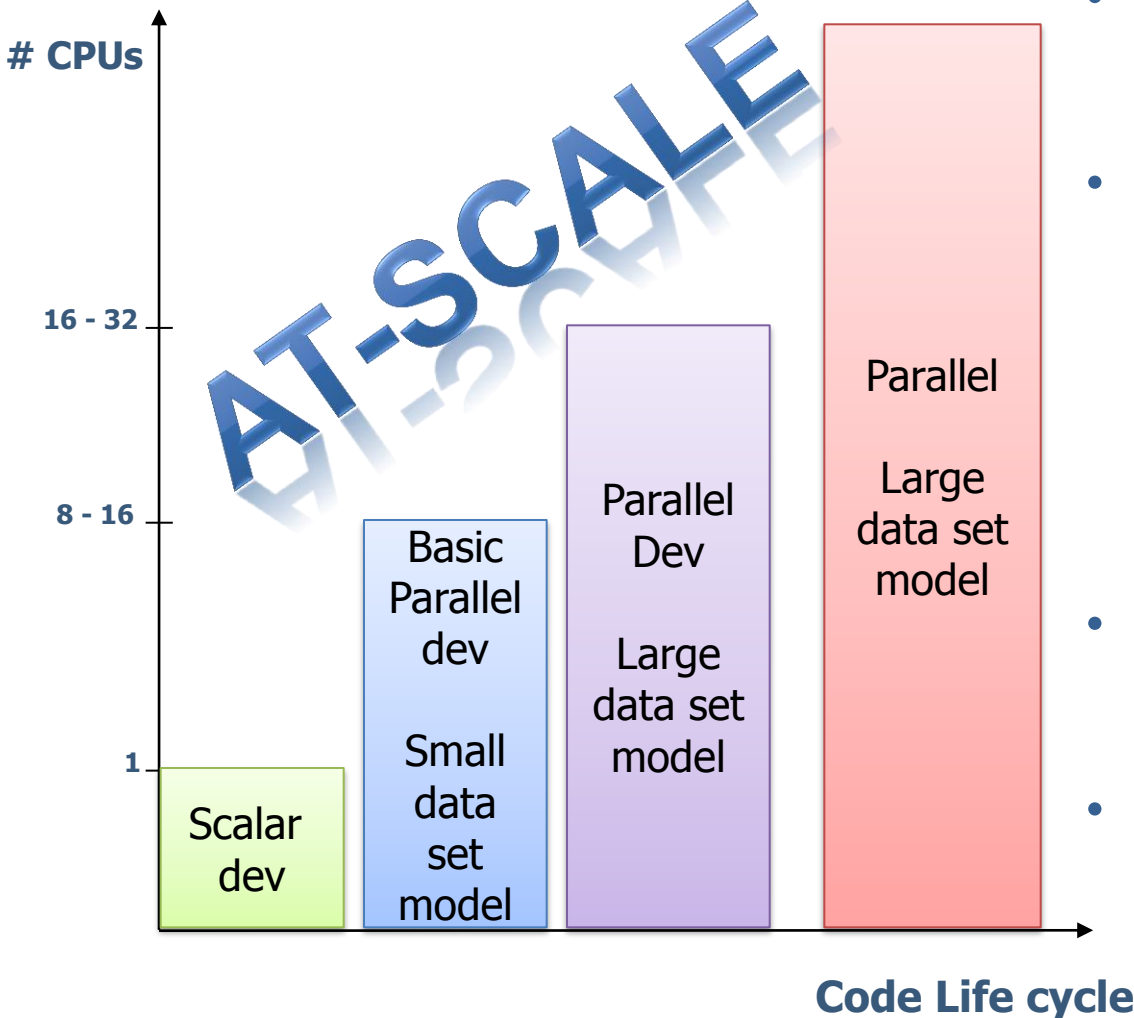 # CPUs
AT-SCALE
16 - 32
8 - 16
1
Scalar
dev
Basic
Parallel
dev
Small
data
set
model
Parallel
Dev
Large
data set
model
Parallel
Large
data set
model
Code Life cycle